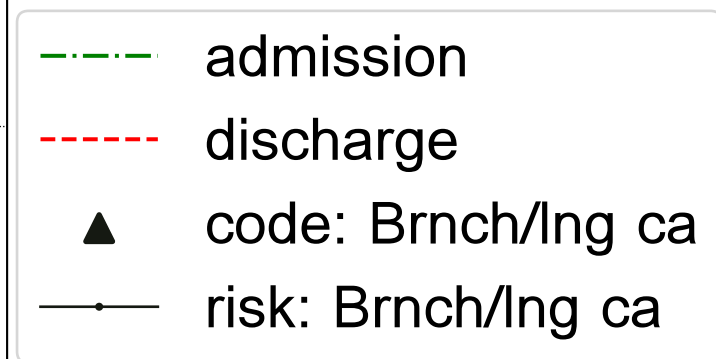 admission
discharge
code: Brnch/lng ca
risk: Brnch/lng ca